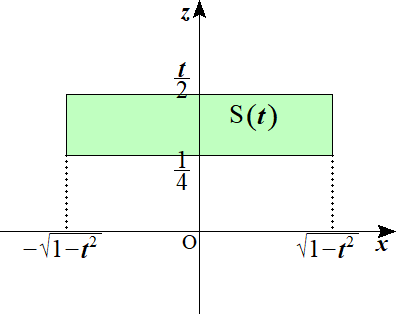 z
t/2
S(t)
1/4
−√1−t² O √1−t² x